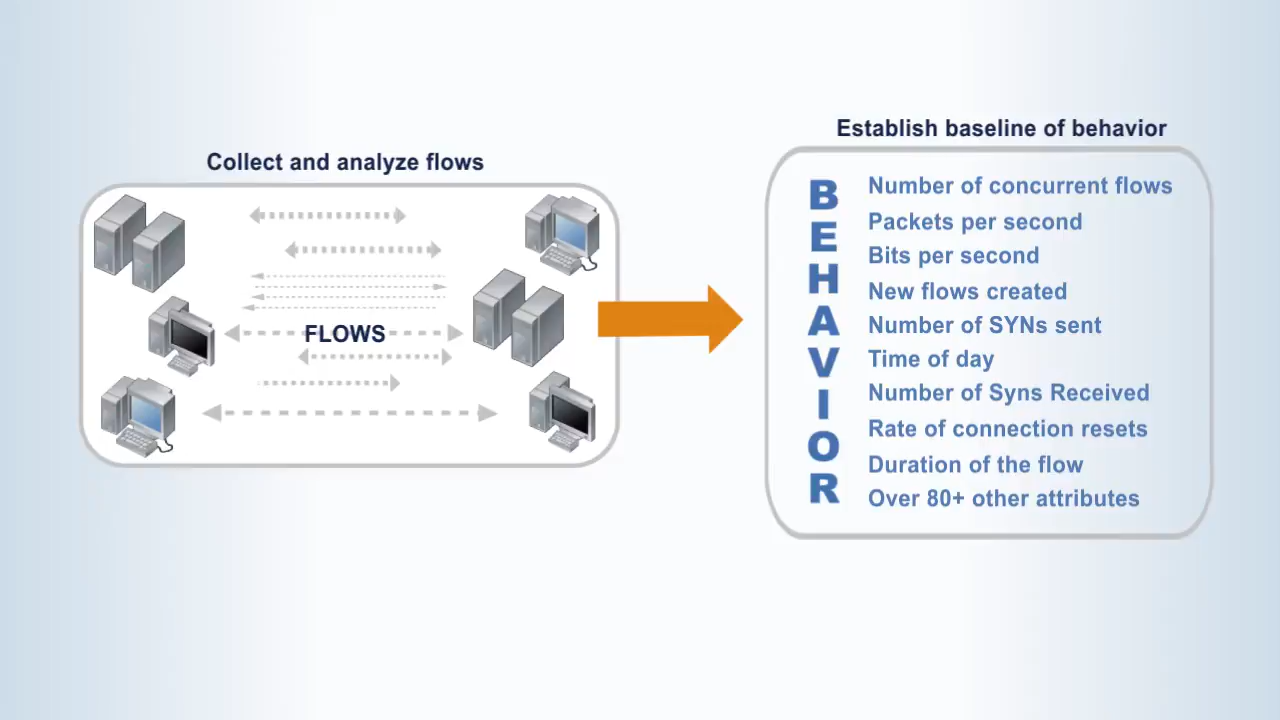 Collect and analyze flows
FLOWS
Establish baseline of behavior
BEHAVIOR
Number of concurrent flows
Packets per second
Bits per second
New flows created
Number of SYNs sent
Time of day
Number of Syns Received
Rate of connection resets
Duration of the flow
Over 80+ other attributes